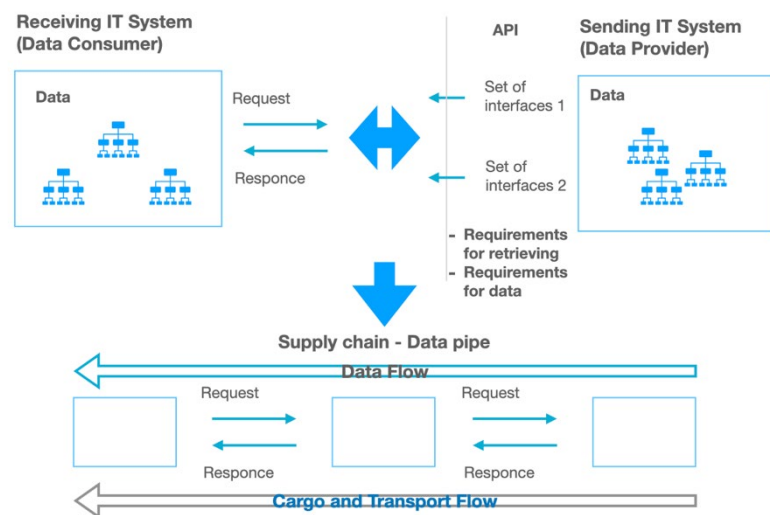 Receiving IT System
(Data Consumer)
API
Sending IT System
(Data Provider)
Data
Request
Responce
Set of
interfaces 1
Set of
interfaces 2
Data
- Requirements
for retrieving
- Requirements
for data
Supply chain - Data pipe
Data Flow
Request
Responce
Request
Responce
Cargo and Transport Flow